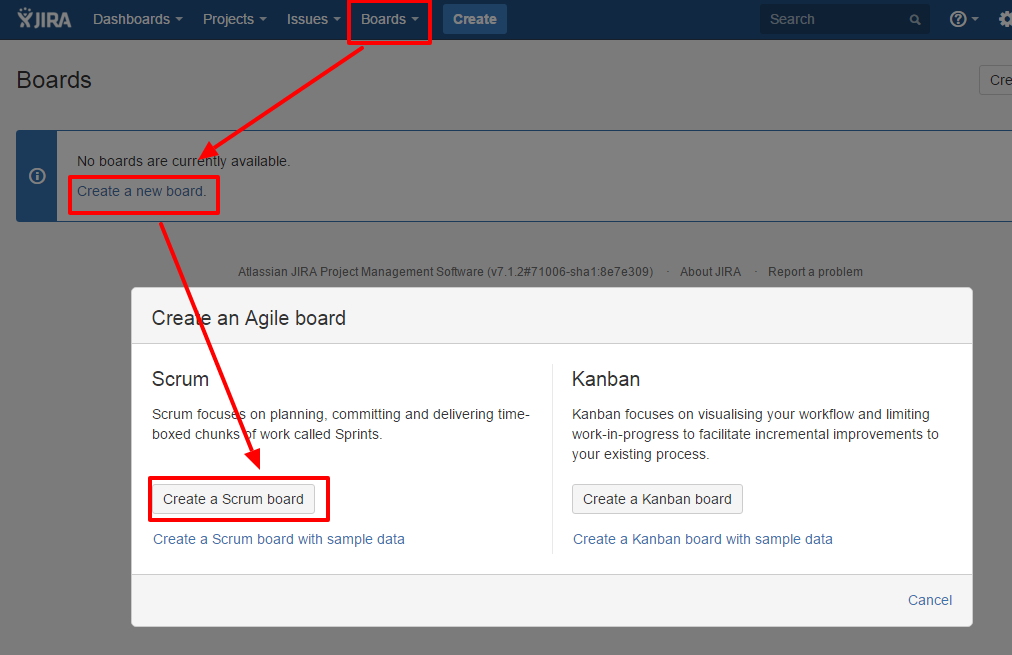 JIRA Dashboards Projects Issues Boards Create Search
Boards
Cre
No boards are currently available.
Create a new board.
Atlassian JIRA Project Management Software (v7.1.2#71006-sha1:8e7e309) · About JIRA · Report a problem
Create an Agile board
Scrum
Scrum focuses on planning, committing and delivering time-
boxed chunks of work called Sprints.
Create a Scrum board
Create a Scrum board with sample data
Kanban
Kanban focuses on visualising your workflow and limiting
work-in-progress to facilitate incremental improvements to
your existing process.
Create a Kanban board
Create a Kanban board with sample data
Cancel